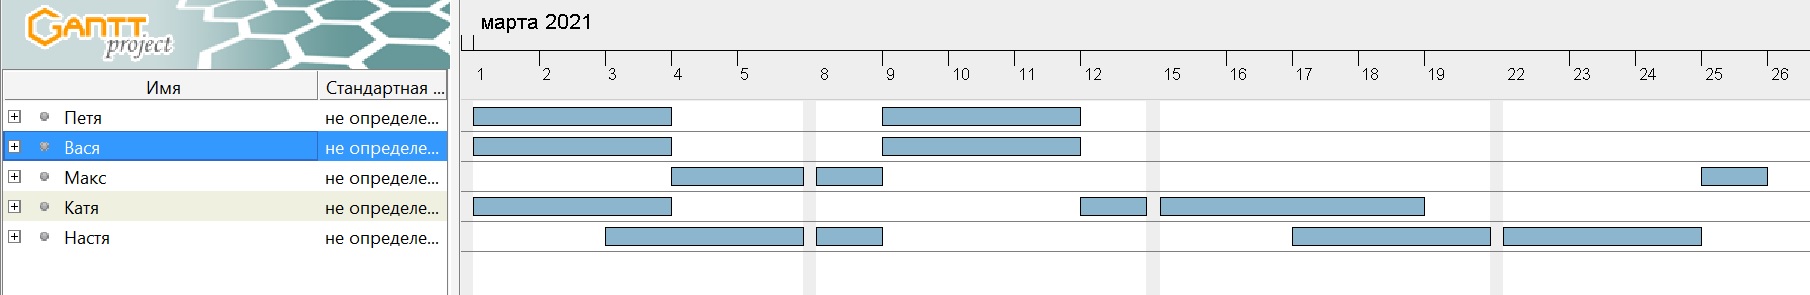 GANTT
project
марта 2021
1 2 3 4 5 8 9 10 11 12 15 16 17 18 19 22 23 24 25 26
Имя Стандартная ...
Петя не определе...
Вася не определе...
Макс не определе...
Катя не определе...
Настя не определе...